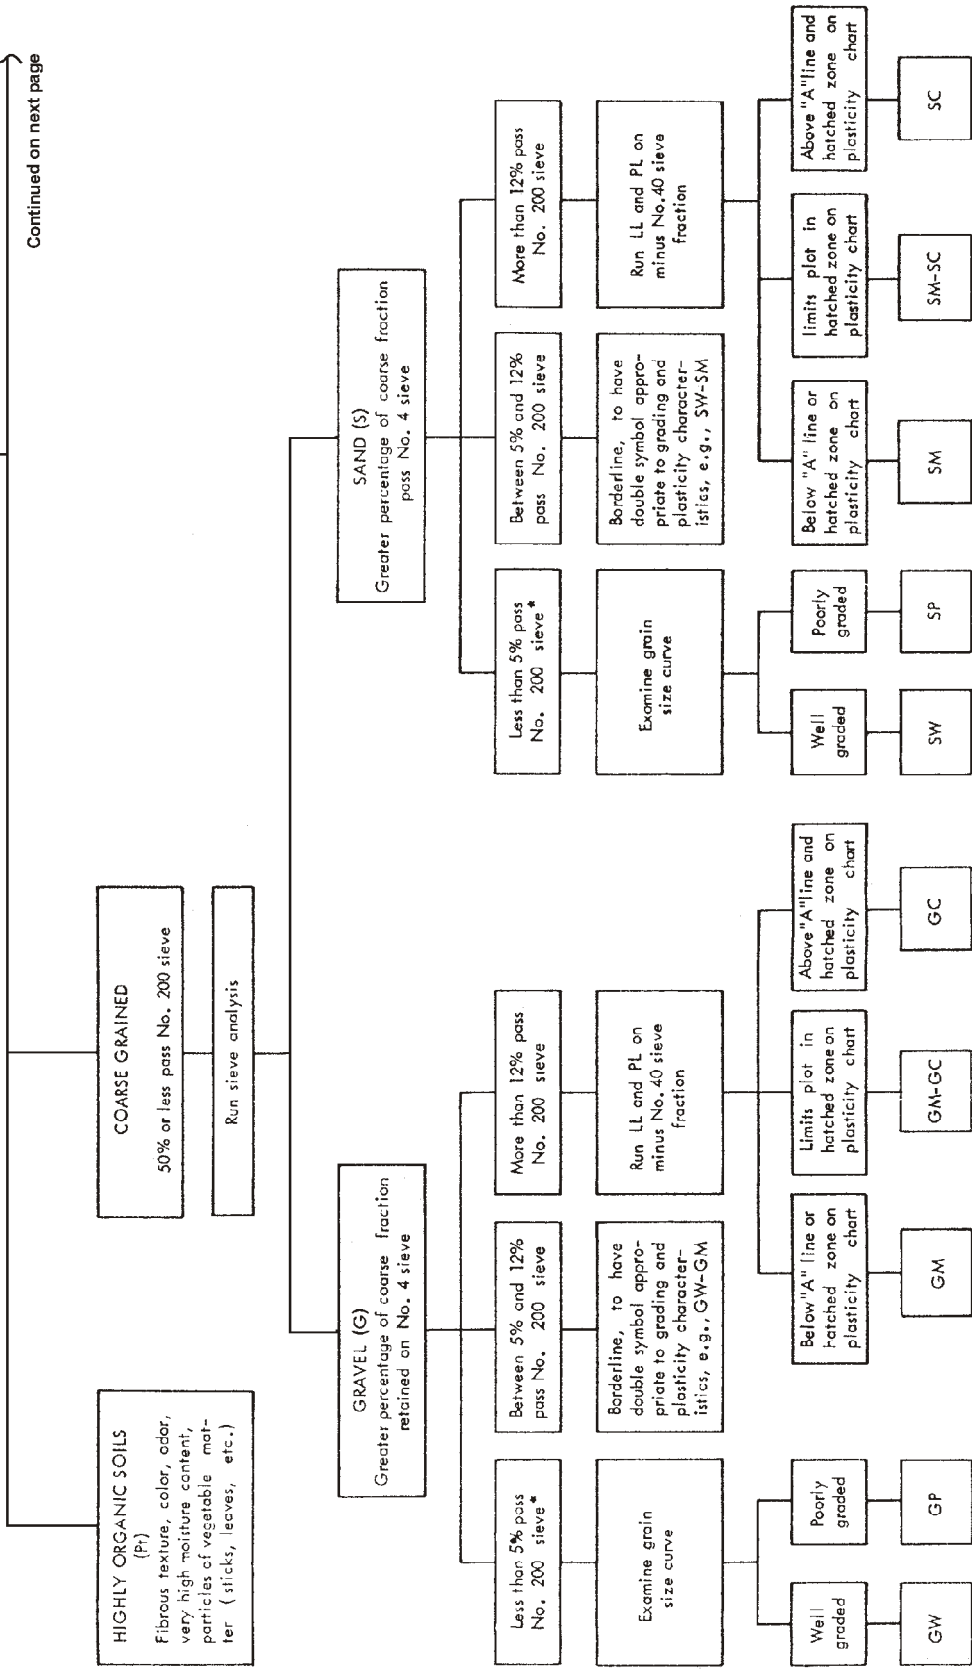 Continued on next page
HIGHLY ORGANIC SOILS
(Pt)
Fibrous texture, color, odor,
very high moisture content,
particles of vegetable mat-
ter (sticks, leaves, etc.)
COARSE GRAINED
50% or less pass No. 200 sieve
Run sieve analysis
GRAVEL (G)
Greater percentage of coarse fraction
retained on No. 4 sieve
SAND (S)
Greater percentage of coarse fraction
pass No. 4 sieve
Less than 5% pass
No. 200 sieve*
Between 5% and 12%
pass No. 200 sieve
More than 12% pass
No. 200 sieve
Less than 5% pass
No. 200 sieve*
Between 5% and 12%
pass No. 200 sieve
More than 12% pass
No. 200 sieve
Examine grain
size curve
Borderline, to have
double symbol appro-
priate to grading and
plasticity character-
istics, e.g., GW-GM
Run LL and PL on
minus No. 40 sieve
fraction
Examine grain
size curve
Borderline, to have
double symbol appro-
priate to grading and
plasticity character-
istics, e.g., SW-SM
Run LL and PL on
minus No.40 sieve
fraction
Well
graded
Poorly
graded
Below "A" line or
hatched zone on
plasticity chart
Limits plot in
hatched zone on
plasticity chart
Above "A" line and
hatched zone on
plasticity chart
Well
graded
Poorly
graded
Below "A" line or
hatched zone on
plasticity chart
limits plot in
hatched zone on
plasticity chart
Above "A" line and
hatched zone on
plasticity chart
GW
GP
GM
GM-GC
GC
SW
SP
SM
SM-SC
SC